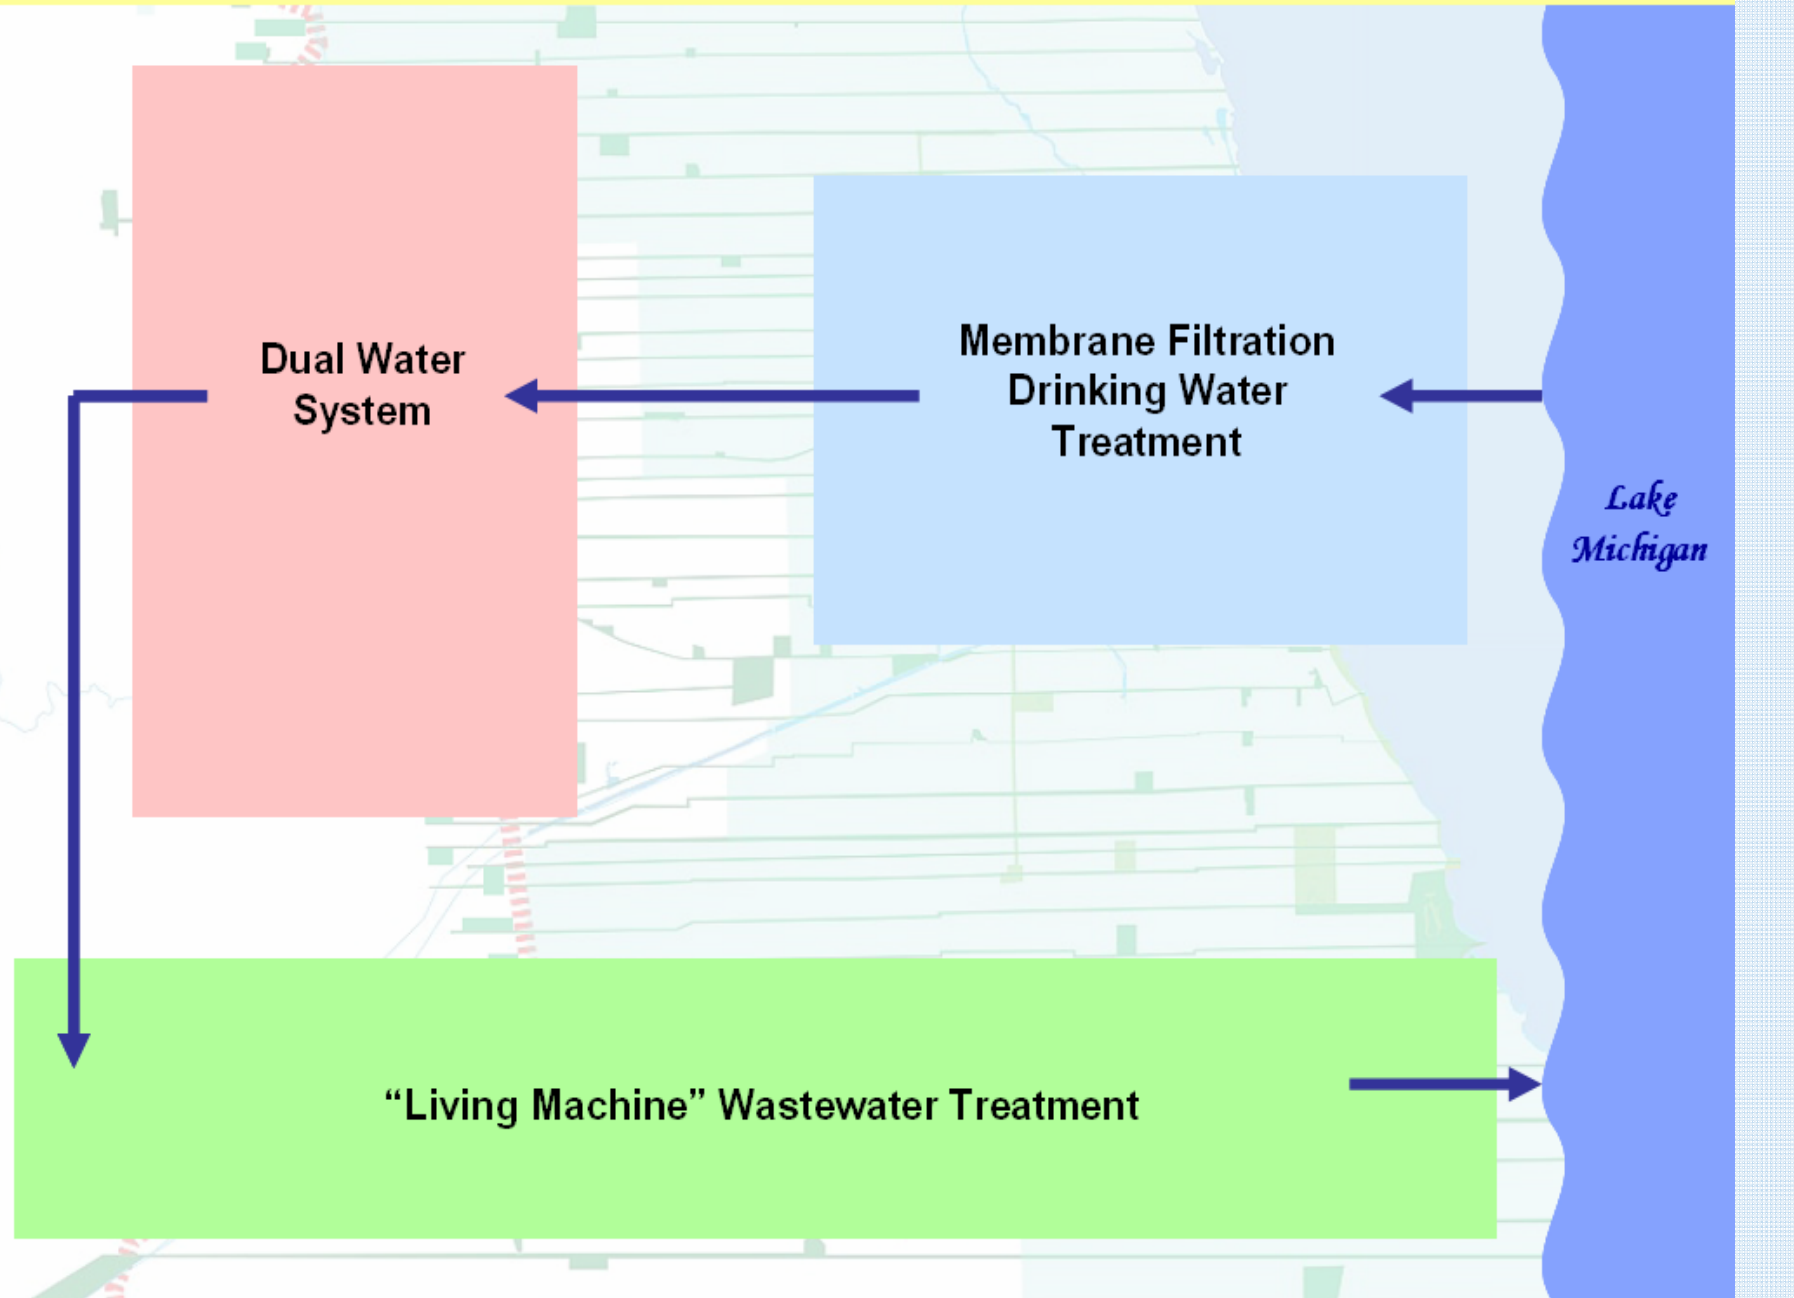 Dual Water
System
Membrane Filtration
Drinking Water
Treatment
Lake
Michigan
“Living Machine” Wastewater Treatment